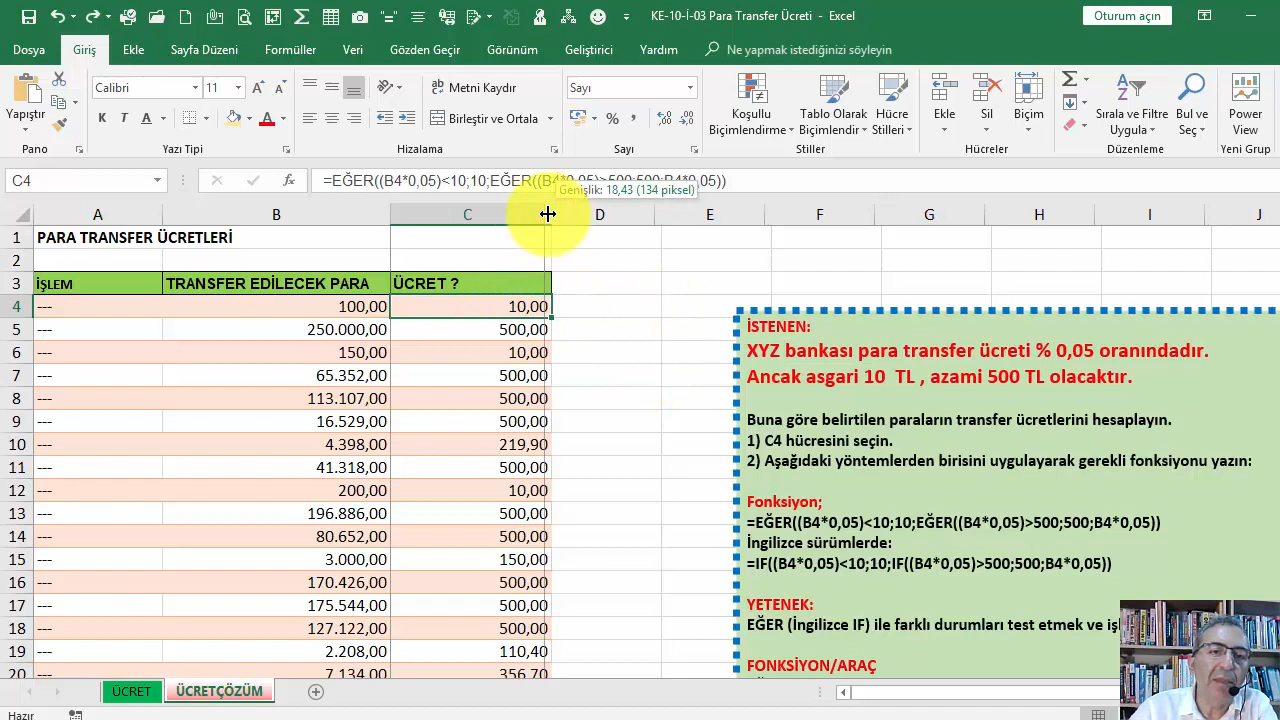 KE-10-İ-03 Para Transfer Ücreti - Excel
Oturum açın
Dosya Giriş Ekle Sayfa Düzeni Formüller Veri Gözden Geçir Görünüm Geliştirici Yardım Ne yapmak istediğinizi söyleyin
Yapıştır
Pano
Calibri 11
K T A
Yazı Tipi
Metni Kaydır
Birleştir ve Ortala
Hizalama
Sayı
Sayı
Koşullu Biçimlendirme
Tablo Olarak Biçimlendir
Hücre Stilleri
Stiller
Ekle Sil Biçim
Hücreler
Sırala ve Filtre Uygula
Bul ve Seç
Düzenleme
Power View
Yeni Grup
C4
=EĞER((B4*0,05)<10;10;EĞER((B4*0,05)>500;500;B4*0,05))
Genişlik: 18,43 (134 piksel)
A B C D E F G H I J
1 PARA TRANSFER ÜCRETLERİ
2
3 İŞLEM TRANSFER EDİLECEK PARA ÜCRET ?
4 --- 100,00 10,00
5 --- 250.000,00 500,00
6 --- 150,00 10,00
7 --- 65.352,00 500,00
8 --- 113.107,00 500,00
9 --- 16.529,00 500,00
10 --- 4.398,00 219,90
11 --- 41.318,00 500,00
12 --- 200,00 10,00
13 --- 196.886,00 500,00
14 --- 80.652,00 500,00
15 --- 3.000,00 150,00
16 --- 170.426,00 500,00
17 --- 175.544,00 500,00
18 --- 127.122,00 500,00
19 --- 2.208,00 110,40
20 --- 7.134,00 356,70
İSTENEN:
XYZ bankası para transfer ücreti % 0,05 oranındadır.
Ancak asgari 10 TL , azami 500 TL olacaktır.
Buna göre belirtilen paraların transfer ücretlerini hesaplayın.
1) C4 hücresini seçin.
2) Aşağıdaki yöntemlerden birisini uygulayarak gerekli fonksiyonu yazın:
Fonksiyon;
=EĞER((B4*0,05)<10;10;EĞER((B4*0,05)>500;500;B4*0,05))
İngilizce sürümlerde:
=IF((B4*0,05)<10;10;IF((B4*0,05)>500;500;B4*0,05))
YETENEK:
EĞER (İngilizce IF) ile farklı durumları test etmek ve
FONKSİYON/ARAÇ
ÜCRET ÜCRETÇÖZÜM
Hazır